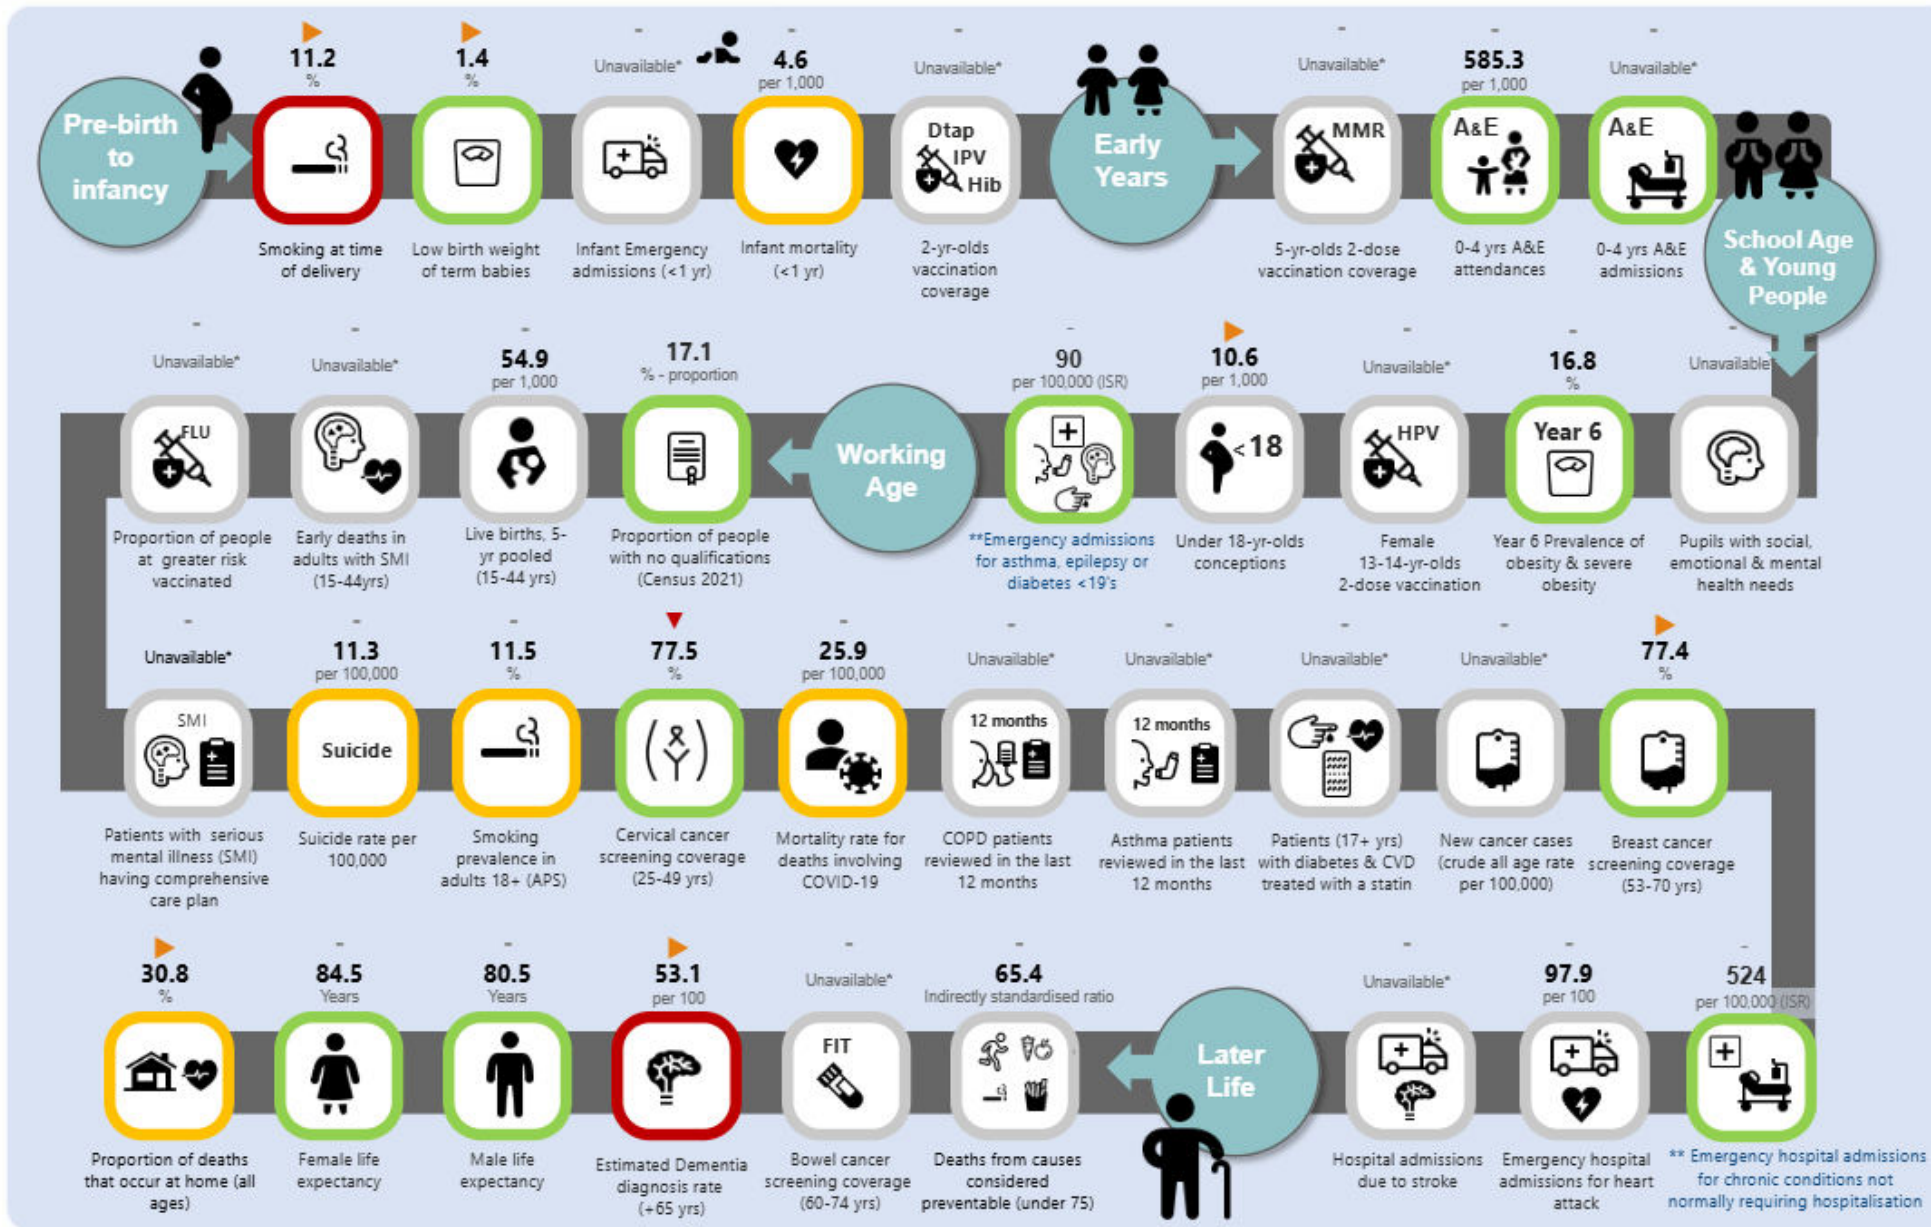 Pre-birth
to
infancy
11.2
%
Smoking at time
of delivery
1.4
%
Low birth weight
of term babies
-
Unavailable*
Infant Emergency
admissions (<1 yr)
-
4.6
per 1,000
Infant mortality
(<1 yr)
-
Unavailable*
Dtap
IPV
Hib
2-yr-olds
vaccination
coverage
Early
Years
-
Unavailable*
MMR
5-yr-olds 2-dose
vaccination coverage
-
585.3
per 1,000
A&E
0-4 yrs A&E
attendances
-
Unavailable*
A&E
0-4 yrs A&E
admissions
School Age
& Young
People
-
Unavailable*
FLU
Proportion of people
at greater risk
vaccinated
-
Unavailable*
Early deaths in
adults with SMI
(15-44yrs)
-
54.9
per 1,000
Live births, 5-
yr pooled
(15-44 yrs)
-
17.1
% - proportion
Proportion of people
with no qualifications
(Census 2021)
Working
Age
-
90
per 100,000 (ISR)
**Emergency admissions
for asthma, epilepsy or
diabetes <19's
10.6
per 1,000
<18
Under 18-yr-olds
conceptions
-
Unavailable*
HPV
Female
13-14-yr-olds
2-dose vaccination
-
16.8
%
Year 6
Year 6 Prevalence of
obesity & severe
obesity
-
Unavailable
Pupils with social,
emotional & mental
health needs
-
Unavailable*
SMI
Patients with serious
mental illness (SMI)
having comprehensive
care plan
-
11.3
per 100,000
Suicide
Suicide rate per
100,000
-
11.5
%
Smoking
prevalence in
adults 18+ (APS)
77.5
%
Cervical cancer
screening coverage
(25-49 yrs)
-
25.9
per 100,000
Mortality rate for
deaths involving
COVID-19
-
Unavailable*
12 months
COPD patients
reviewed in the last
12 months
-
Unavailable*
12 months
Asthma patients
reviewed in the last
12 months
-
Unavailable*
Patients (17+ yrs)
with diabetes & CVD
treated with a statin
-
Unavailable*
New cancer cases
(crude all age rate
per 100,000)
77.4
%
Breast cancer
screening coverage
(53-70 yrs)
30.8
%
Proportion of deaths
that occur at home (all
ages)
-
84.5
Years
Female life
expectancy
-
80.5
Years
Male life
expectancy
53.1
per 100
Estimated Dementia
diagnosis rate
(+65 yrs)
-
Unavailable*
FIT
Bowel cancer
screening coverage
(60-74 yrs)
-
65.4
Indirectly standardised ratio
Deaths from causes
considered
preventable (under 75)
Later
Life
-
Unavailable*
Hospital admissions
due to stroke
-
97.9
per 100
Emergency hospital
admissions for heart
attack
-
524
per 100,000 (ISR)
** Emergency hospital admissions
for chronic conditions not
normally requiring hospitalisation